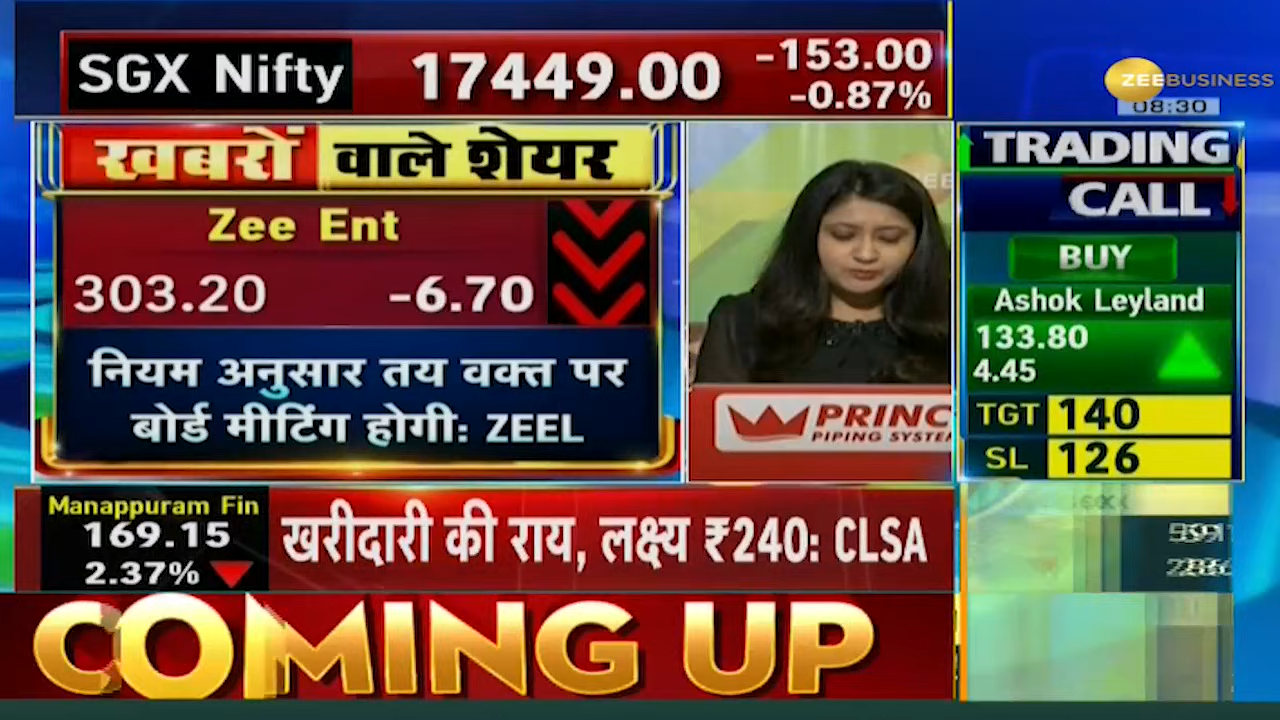 SGX Nifty 17449.00 -153.00
-0.87%
ZEEBUSINESS
08:30
खबरों वाले शेयर
Zee Ent
303.20 -6.70
नियम अनुसार तय वक्त पर
बोर्ड मीटिंग होगी: ZEEL
PRINC
PIPING SYSTEM
TRADING
CALL
BUY
Ashok Leyland
133.80
4.45
TGT 140
SL 126
Manappuram Fin
169.15
2.37%
खरीदारी की राय, लक्ष्य ₹240: CLSA
COMING UP